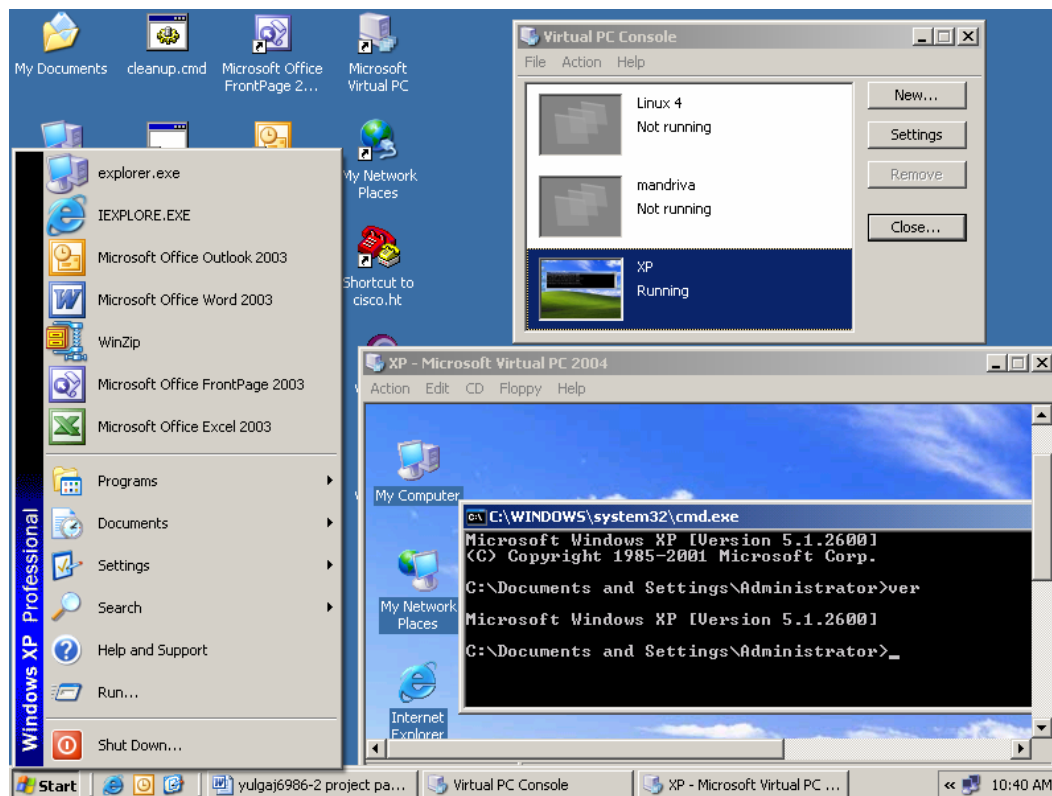 My Documents
cleanup.cmd
Microsoft Office
FrontPage 2...
Microsoft
Virtual PC
My Network
Places
Shortcut to
cisco.ht
Virtual PC Console
File Action Help
Linux 4
Not running
mandriva
Not running
XP
Running
New...
Settings
Remove
Close...
explorer.exe
IEXPLORE.EXE
Microsoft Office Outlook 2003
Microsoft Office Word 2003
WinZip
Microsoft Office FrontPage 2003
Microsoft Office Excel 2003
Programs
Documents
Settings
Search
Help and Support
Run...
Shut Down...
Windows XP Professional
XP - Microsoft Virtual PC 2004
Action Edit CD Floppy Help
My Computer
My Network
Places
Internet
Explorer
C:\WINDOWS\system32\cmd.exe
Microsoft Windows XP [Version 5.1.2600]
(C) Copyright 1985-2001 Microsoft Corp.
C:\Documents and Settings\Administrator>ver
Microsoft Windows XP [Version 5.1.2600]
C:\Documents and Settings\Administrator>_
Start
yulgaj6986-2 project pa...
Virtual PC Console
XP - Microsoft Virtual PC ...
10:40 AM